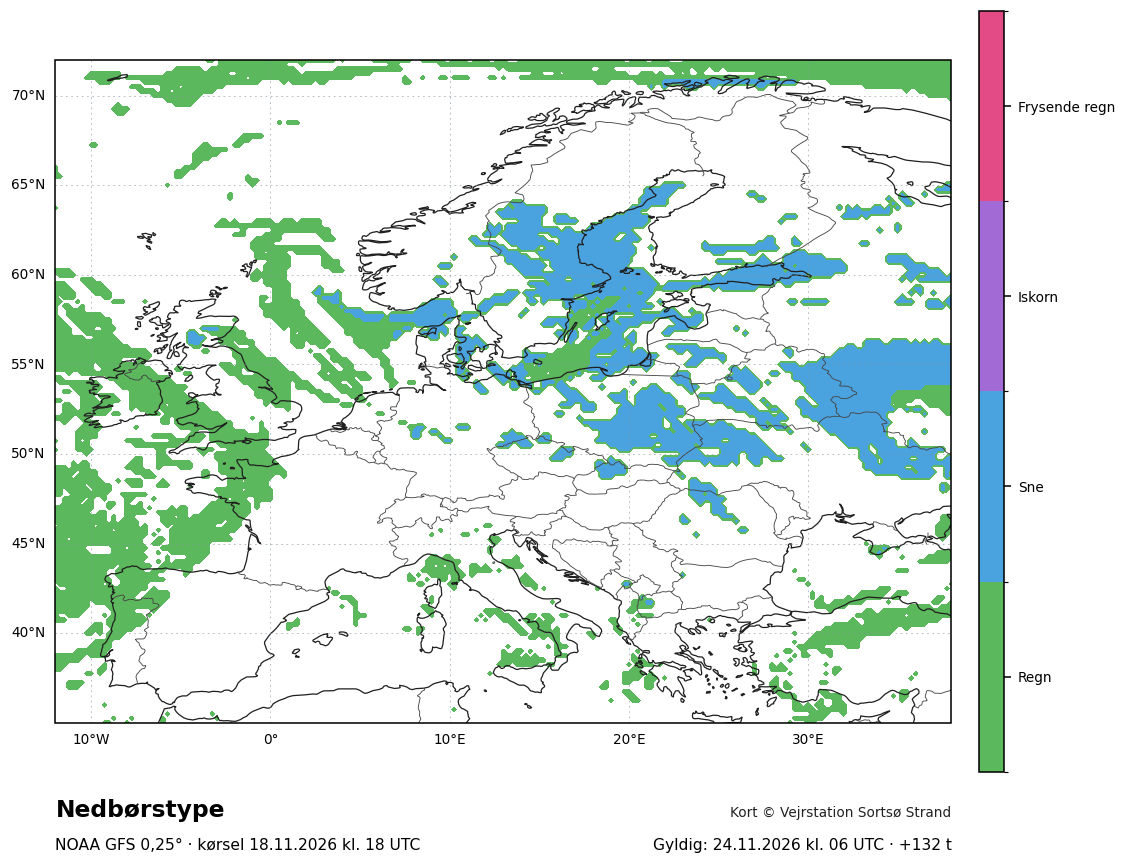 70°N
65°N
60°N
55°N
50°N
45°N
40°N
10°W
0°
10°E
20°E
30°E
Frysende regn
Iskorn
Sne
Regn
Nedbørstype
Kort © Vejrstation Sortsø Strand
NOAA GFS 0,25° · kørsel 18.11.2026 kl. 18 UTC
Gyldig: 24.11.2026 kl. 06 UTC · +132 t